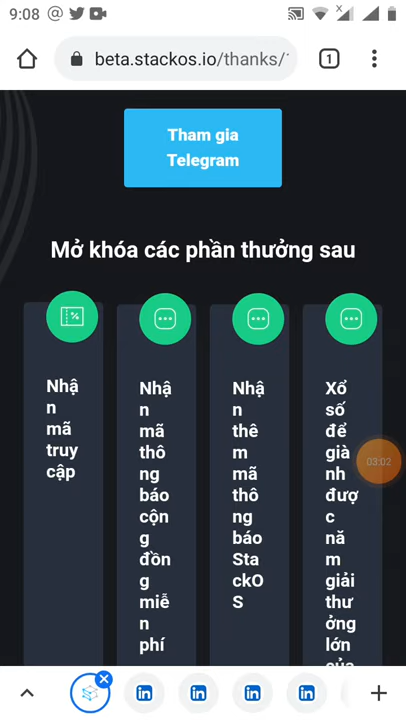 9:08
X
beta.stackos.io/thanks/
1
Tham gia
Telegram
Mở khóa các phần thưởng sau
Nhậ
n
mã
truy
cập
Nhậ
n
mã
thô
ng
báo
cộn
g
đồn
g
miễ
n
phí
Nhậ
n
thê
m
mã
thô
ng
báo
Sta
ckO
S
Xổ
số
để
già
nh
đượ
c
nă
m
giải
thư
ởng
lớn
của
03:02